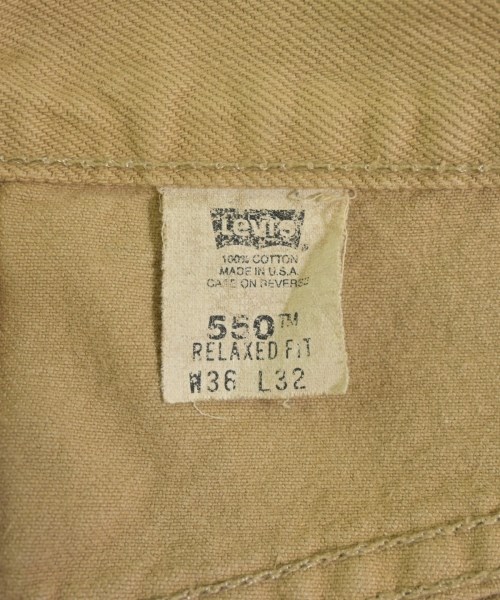 Levi's
100% COTTON
MADE IN U.S.A.
CARE ON REVERSE
550™
RELAXED FIT
W36 L32